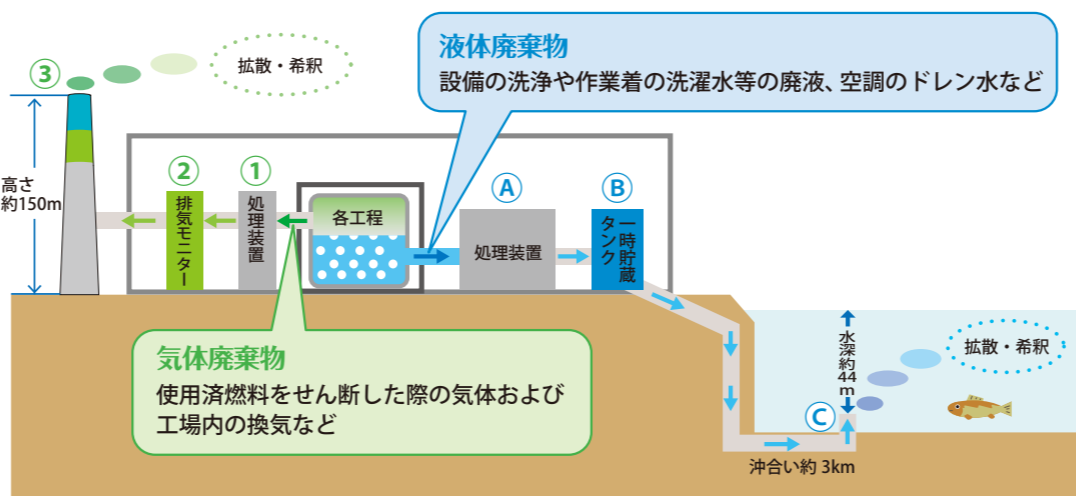 ③
拡散・希釈
液体廃棄物
設備の洗浄や作業着の洗濯水等の廃液、空調のドレン水など
高さ
約150m
②
排気モニター
①
処理装置
各工程
Ⓐ
処理装置
Ⓑ
一時貯蔵
タンク
気体廃棄物
使用済燃料をせん断した際の気体および
工場内の換気など
水深約44m
拡散・希釈
Ⓒ
沖合い約3km